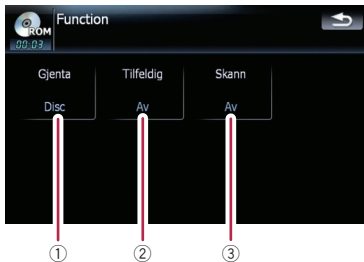 ROM
Function
00:03
Gjenta Tilfeldig Skann
Disc Av Av
① ② ③